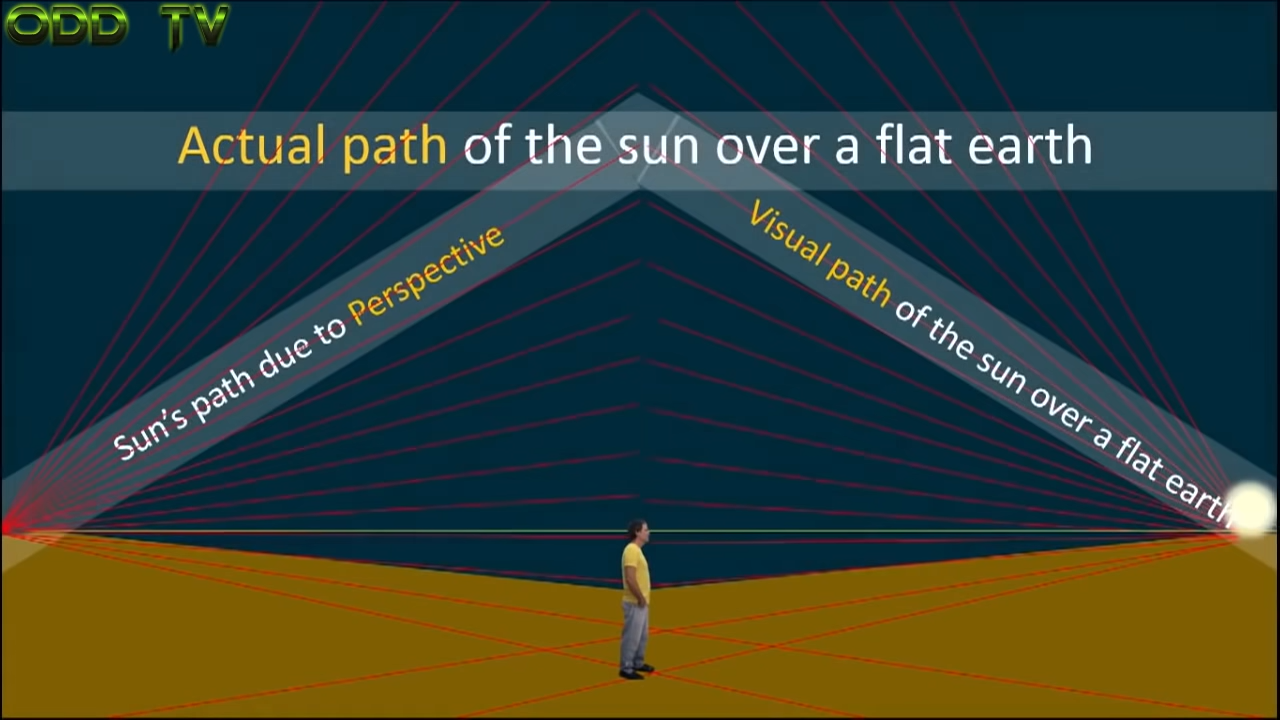 ODD TV
Actual path of the sun over a flat earth
Sun's path due to Perspective
Visual path of the sun over a flat earth